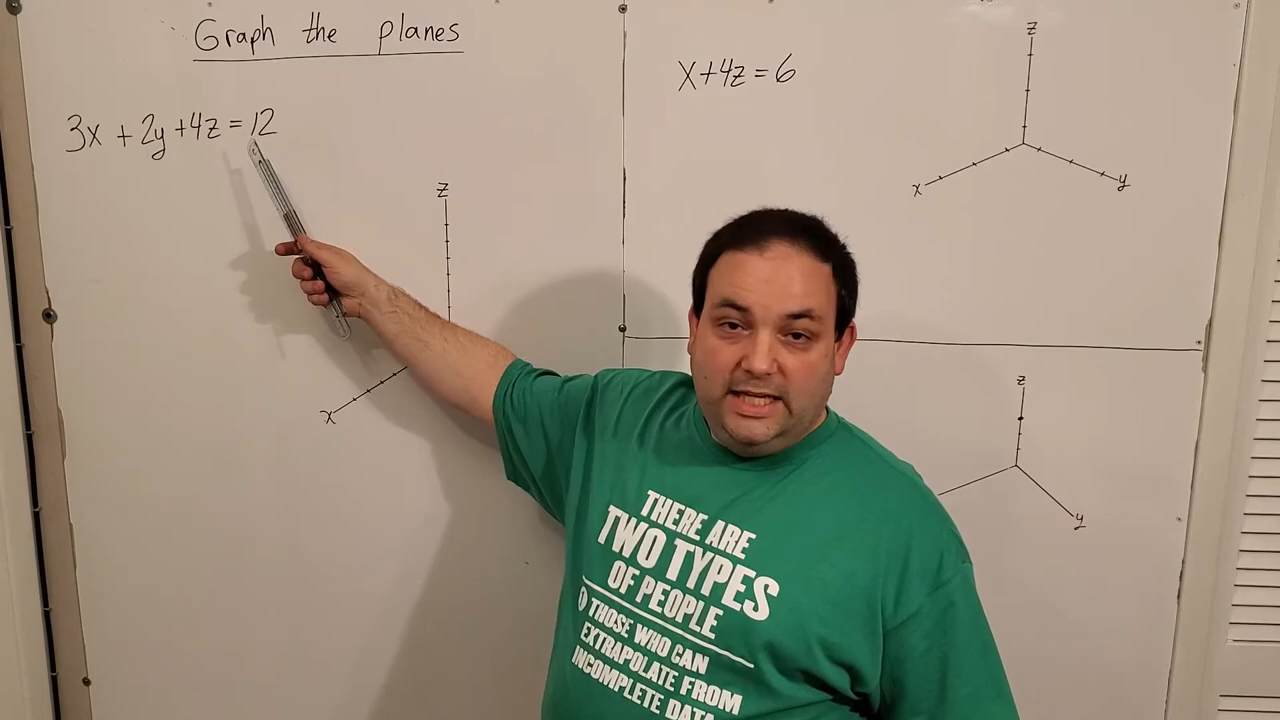 Graph the planes
3x + 2y + 4z = 12
x + 4z = 6
z
x
y
z
x
z
y
THERE ARE
TWO TYPES
OF PEOPLE
① THOSE WHO CAN
EXTRAPOLATE FROM
INCOMPLETE DATA